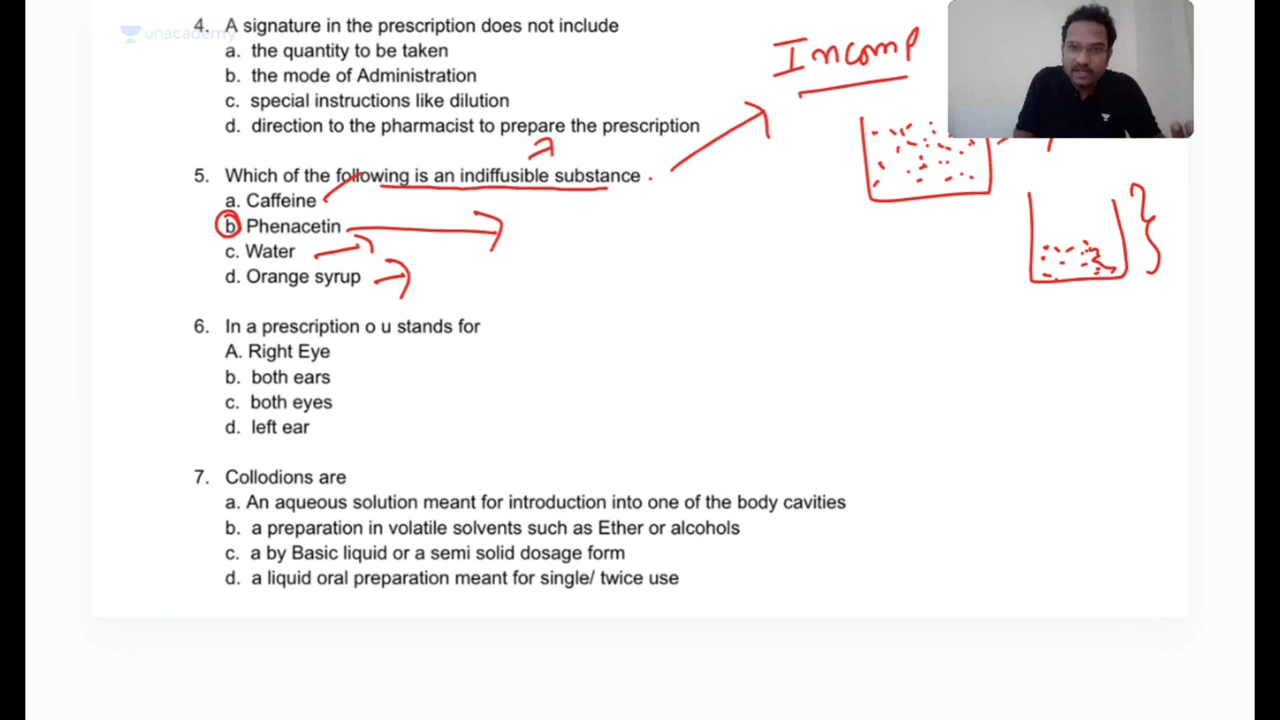 4. A signature in the prescription does not include
unacademy
a. the quantity to be taken
b. the mode of Administration
c. special instructions like dilution
d. direction to the pharmacist to prepare the prescription
Incomp
5. Which of the following is an indiffusible substance
a. Caffeine
b. Phenacetin
c. Water
d. Orange syrup
6. In a prescription o u stands for
A. Right Eye
b. both ears
c. both eyes
d. left ear
7. Collodions are
a. An aqueous solution meant for introduction into one of the body cavities
b. a preparation in volatile solvents such as Ether or alcohols
c. a by Basic liquid or a semi solid dosage form
d. a liquid oral preparation meant for single/ twice use